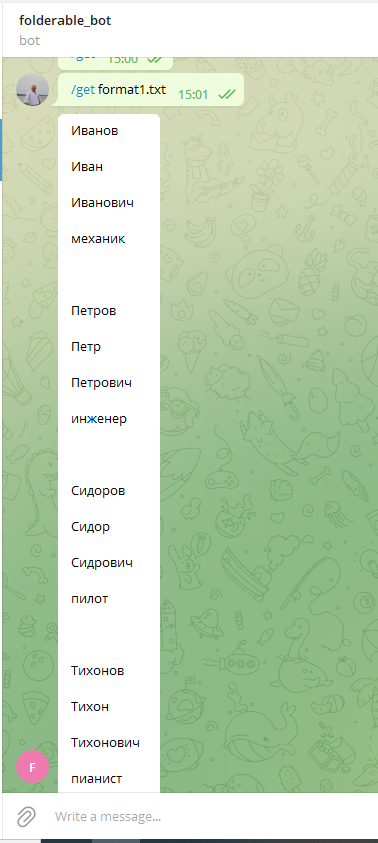 folderable_bot
bot
15:00
/get format1.txt 15:01
Иванов
Иван
Иванович
механик
Петров
Петр
Петрович
инженер
Сидоров
Сидор
Сидрович
пилот
Тихонов
Тихон
Тихонович
пианист
F
Write a message...